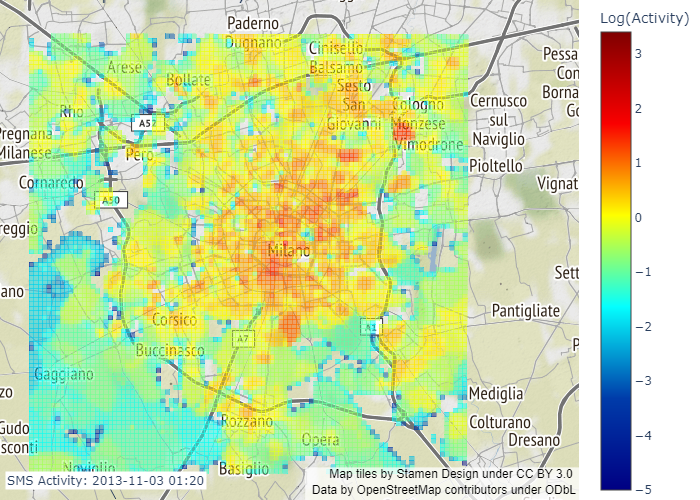 Log(Activity)
3
2
1
0
−1
−2
−3
−4
−5
Paderno
Dugnano
Cinisello
Balsamo
Arese
Bollate
Sesto
San
Giovanni
Cologno
Monzese
Vimodrone
Cernusco
sul
Naviglio
Pioltello
Pessa
Con
Borna
Go
Vignat
Rho
A52
Pregnana
Milanese
Pero
Cornaredo
A50
reggio
Milano
Sett
ano
Pantigliate
Corsico
A7
A1
Buccinasco
P
Gaggiano
zo
Mediglia
Gudo
sconti
Rozzano
Colturano
Dresano
Opera
Noviglio
Basiglio
SMS Activity: 2013-11-03 01:20
Map tiles by Stamen Design under CC BY 3.0
Data by OpenStreetMap contributors under ODbL